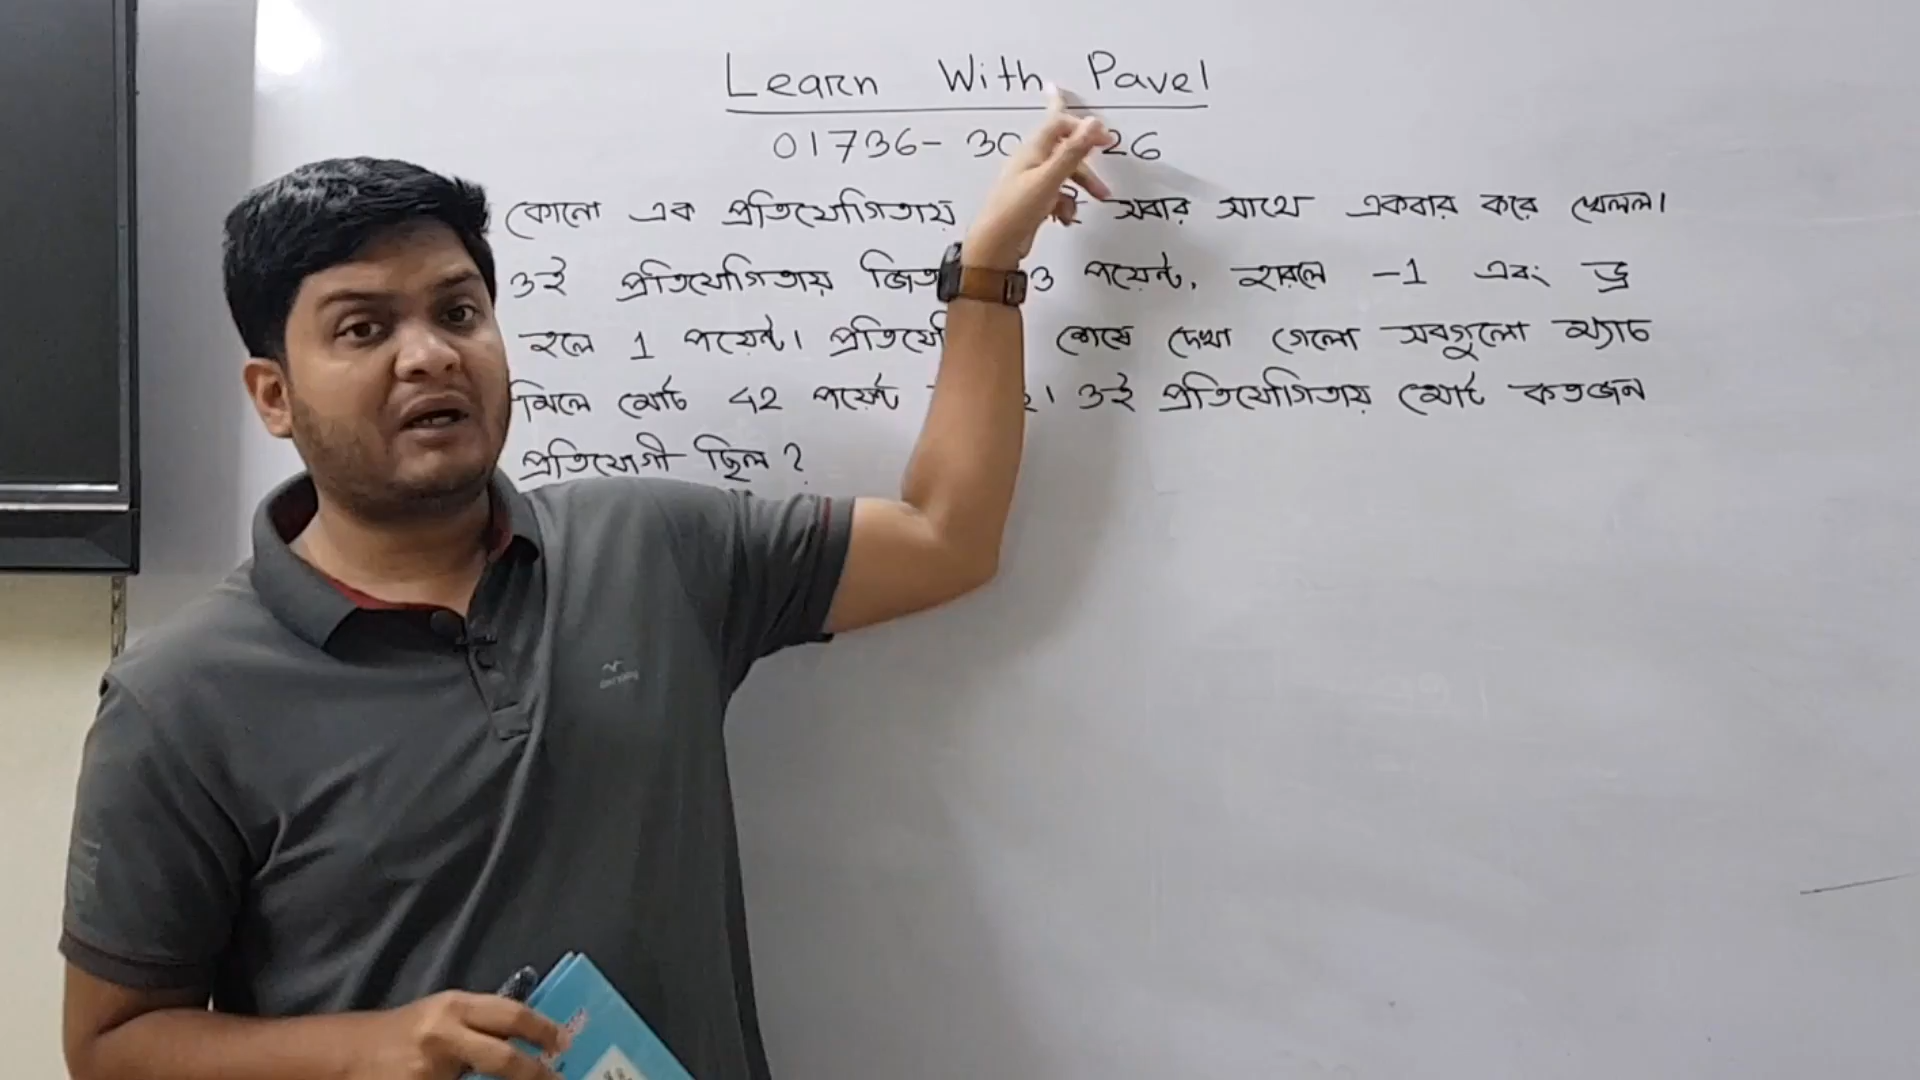 Learn With Pavel
01736- 30 26
কোনো এক প্রতিযোগিতায় সবার সাথে একবার করে খেলল।
ওই প্রতিযোগিতায় 3 পয়েন্ট, হারলে -1 এবং ড্র
হলে 1 পয়েন্ট। শেষে দেখা গেলো সবগুলো ম্যাচ
মিলে মোট 42 পয়েন্ট ওই প্রতিযোগিতায় মোট কতজন
প্রতিযোগী ছিল?